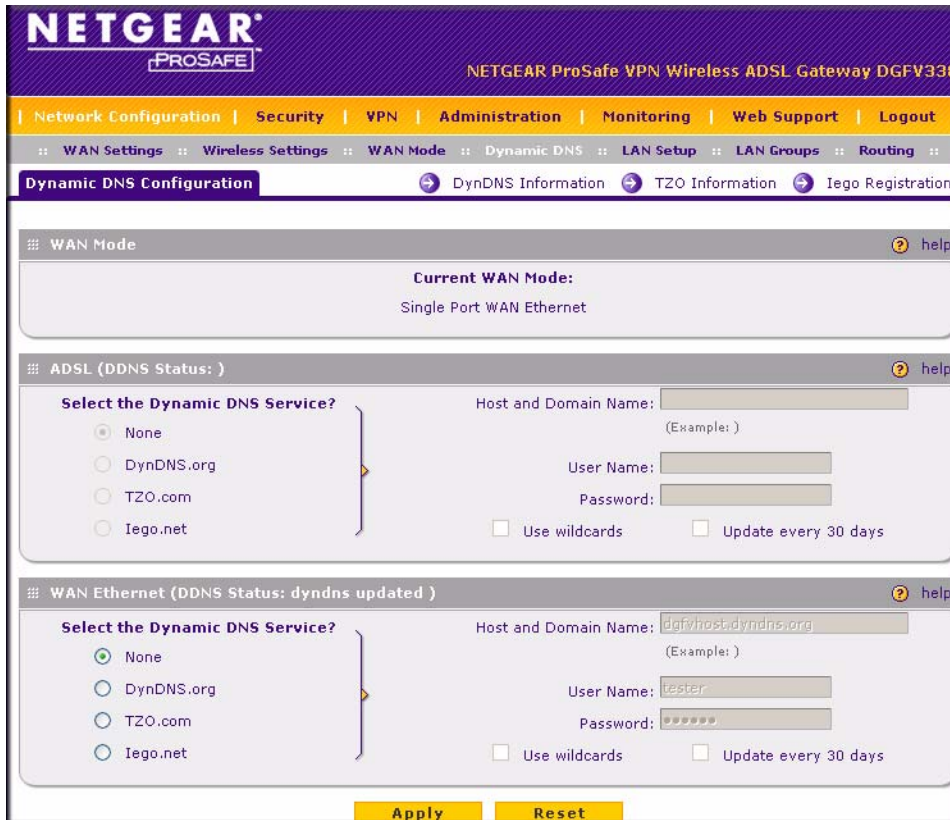 NETGEAR®
PROSAFE
NETGEAR ProSafe VPN Wireless ADSL Gateway DGFV338
| Network Configuration | Security | VPN | Administration | Monitoring | Web Support | Logout
:: WAN Settings :: Wireless Settings :: WAN Mode :: Dynamic DNS :: LAN Setup :: LAN Groups :: Routing ::
Dynamic DNS Configuration DynDNS Information TZO Information Iego Registration
WAN Mode ? help
Current WAN Mode:
Single Port WAN Ethernet
ADSL (DDNS Status: ) ? help
Select the Dynamic DNS Service?
None
DynDNS.org
TZO.com
Iego.net
Host and Domain Name:
(Example: )
User Name:
Password:
Use wildcards Update every 30 days
WAN Ethernet (DDNS Status: dyndns updated ) ? help
Select the Dynamic DNS Service?
None
DynDNS.org
TZO.com
Iego.net
Host and Domain Name: dgfvhost.dyndns.org
(Example: )
User Name: tester
Password: ●●●●●●
Use wildcards Update every 30 days
Apply Reset